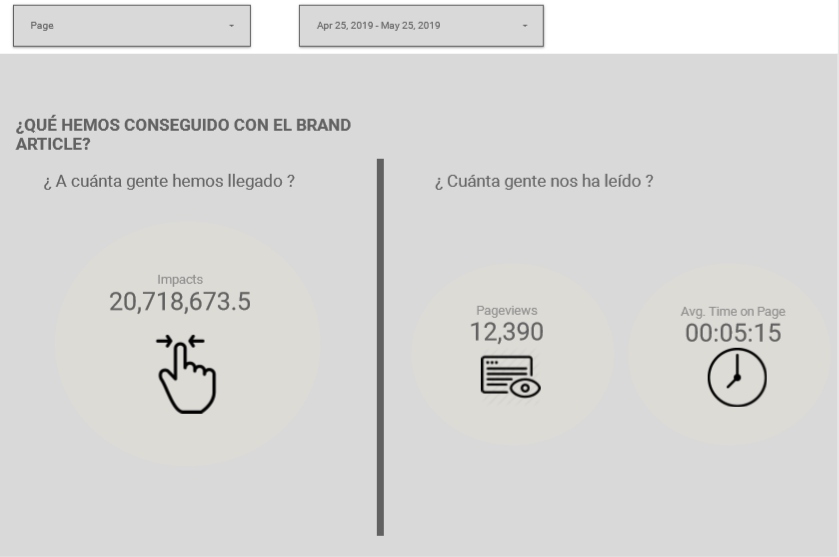 Page
Apr 25, 2019 - May 25, 2019
¿QUÉ HEMOS CONSEGUIDO CON EL BRAND
ARTICLE?
¿ A cuánta gente hemos llegado ?
¿ Cuánta gente nos ha leído ?
Impacts
20,718,673.5
Pageviews
12,390
Avg. Time on Page
00:05:15